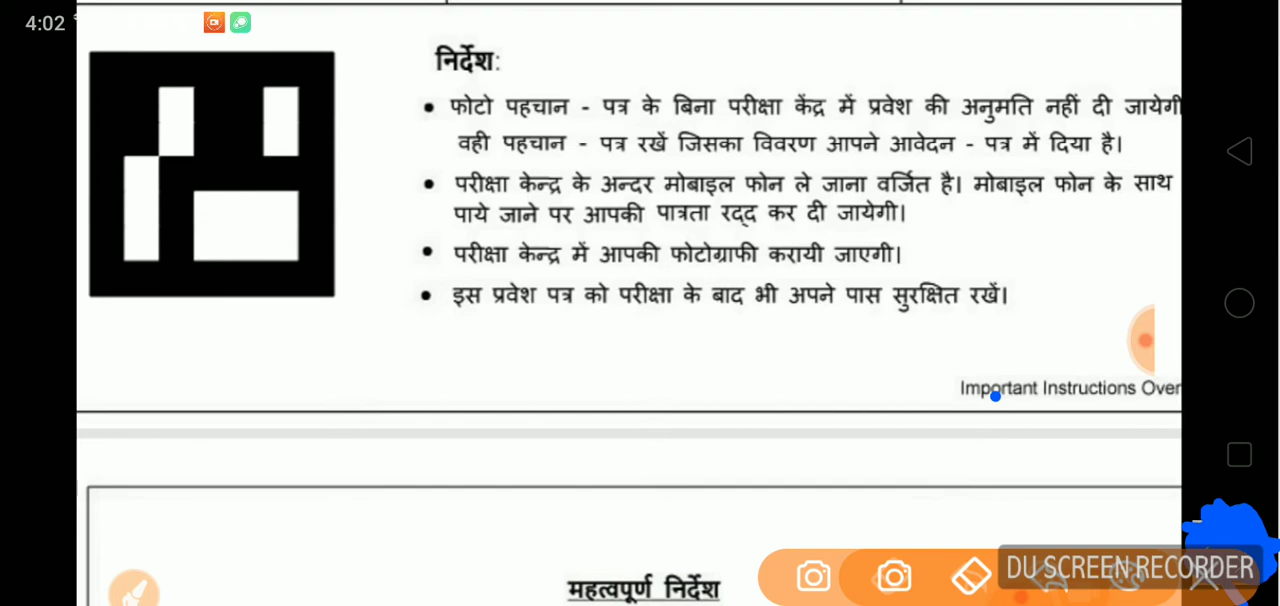 4:02
निर्देश:
• फोटो पहचान - पत्र के बिना परीक्षा केंद्र में प्रवेश की अनुमति नहीं दी जायेगी
वही पहचान - पत्र रखें जिसका विवरण आपने आवेदन - पत्र में दिया है।
• परीक्षा केन्द्र के अन्दर मोबाइल फोन ले जाना वर्जित है। मोबाइल फोन के साथ
पाये जाने पर आपकी पात्रता रद्द कर दी जायेगी।
• परीक्षा केन्द्र में आपकी फोटोग्राफी करायी जाएगी।
• इस प्रवेश पत्र को परीक्षा के बाद भी अपने पास सुरक्षित रखें।
Important Instructions Over
महत्वपूर्ण निर्देश
DU SCREEN RECORDER